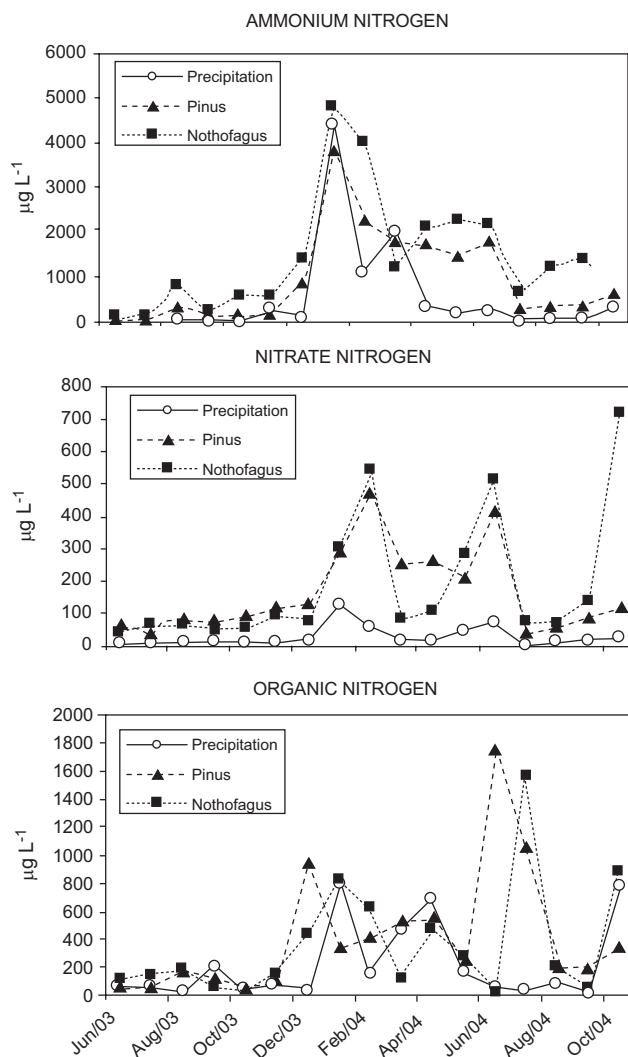 AMMONIUM NITROGEN
6000
5000
4000
3000
2000
1000
0
µg L-1
Precipitation
Pinus
Nothofagus
NITRATE NITROGEN
800
700
600
500
400
300
200
100
0
µg L-1
Precipitation
Pinus
Nothofagus
ORGANIC NITROGEN
2000
1800
1600
1400
1200
1000
800
600
400
200
0
µg L-1
Precipitation
Pinus
Nothofagus
Jun/03
Aug/03
Oct/03
Dec/03
Feb/04
Apr/04
Jun/04
Aug/04
Oct/04